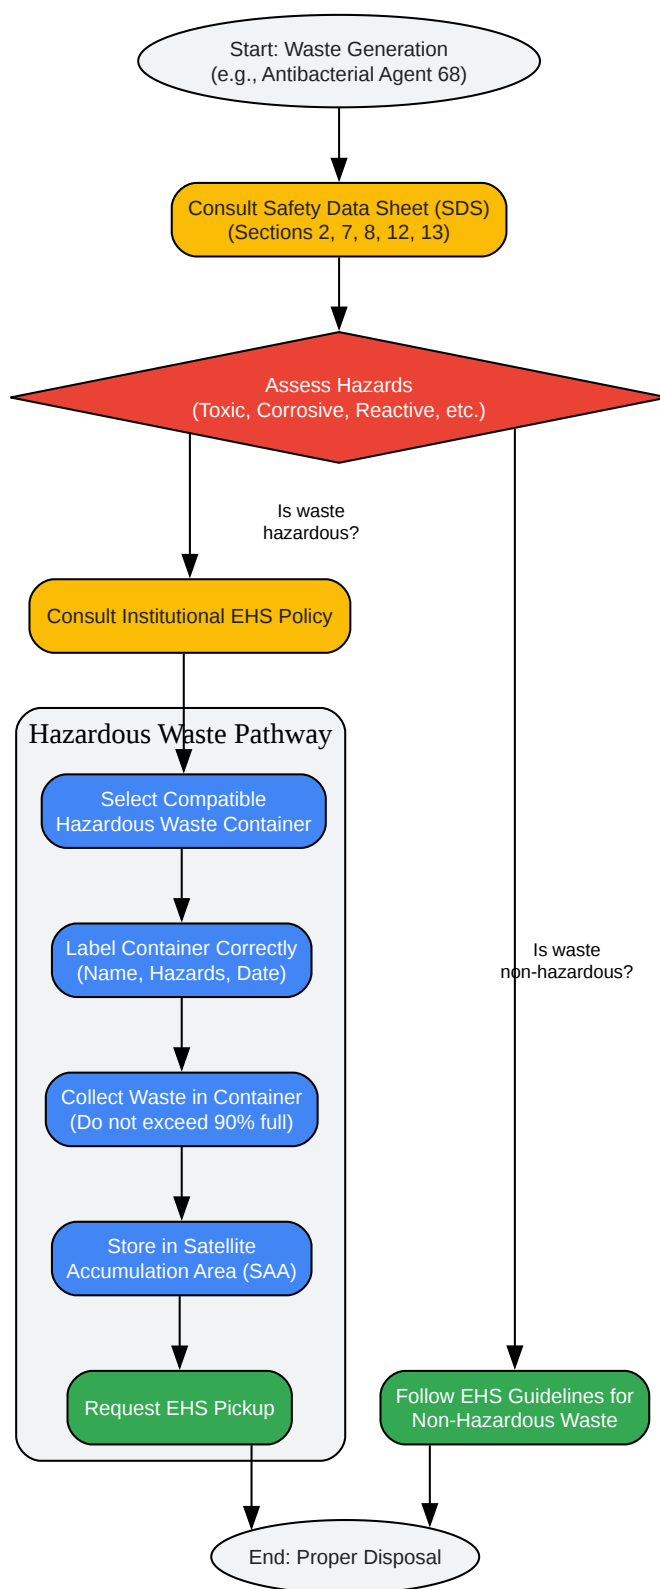 Start: Waste Generation
(e.g., Antibacterial Agent 68)
Consult Safety Data Sheet (SDS)
(Sections 2, 7, 8, 12, 13)
Assess Hazards
(Toxic, Corrosive, Reactive, etc.)
Is waste
hazardous?
Consult Institutional EHS Policy
Hazardous Waste Pathway
Select Compatible
Hazardous Waste Container
Label Container Correctly
(Name, Hazards, Date)
Is waste
non-hazardous?
Collect Waste in Container
(Do not exceed 90% full)
Store in Satellite
Accumulation Area (SAA)
Request EHS Pickup
Follow EHS Guidelines for
Non-Hazardous Waste
End: Proper Disposal